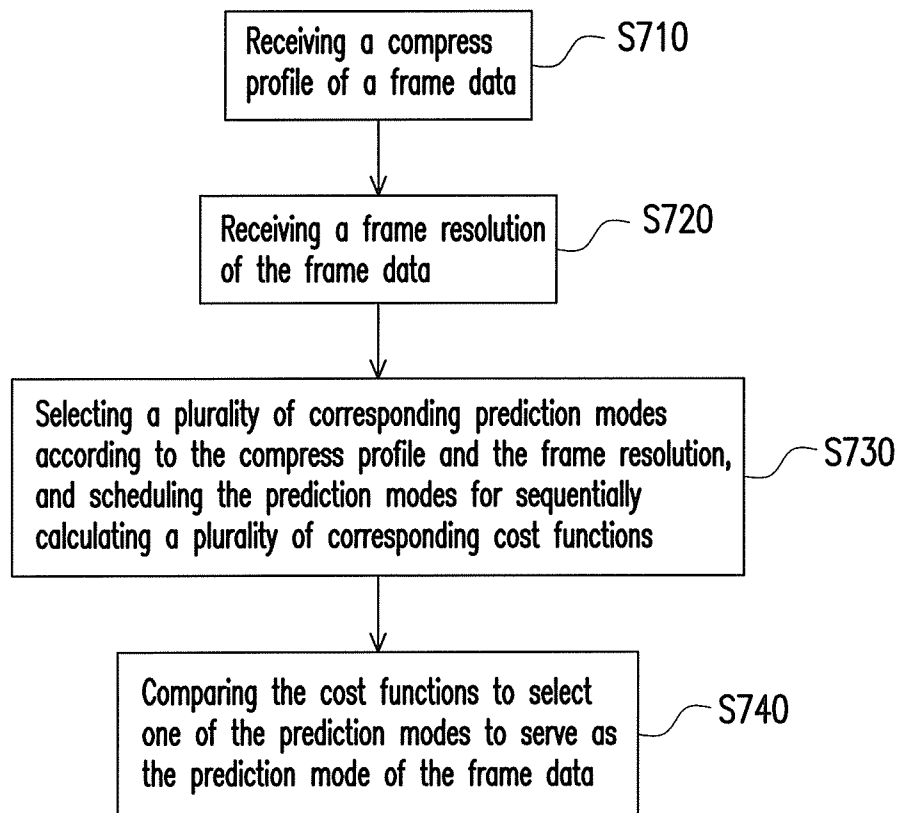 Receiving a compress
profile of a frame data
S710
Receiving a frame resolution
of the frame data
S720
Selecting a plurality of corresponding prediction modes
according to the compress profile and the frame resolution,
and scheduling the prediction modes for sequentially
calculating a plurality of corresponding cost functions
S730
Comparing the cost functions to select
one of the prediction modes to serve as
the prediction mode of the frame data
S740